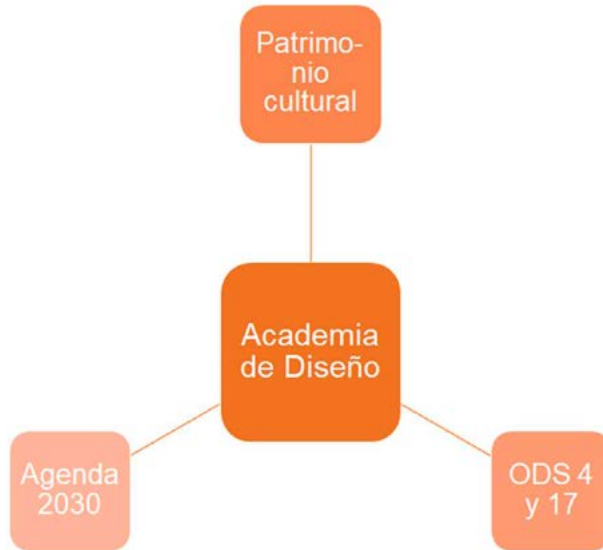 Patrimo-
nio
cultural
Academia
de Diseño
Agenda
2030
ODS 4
y 17